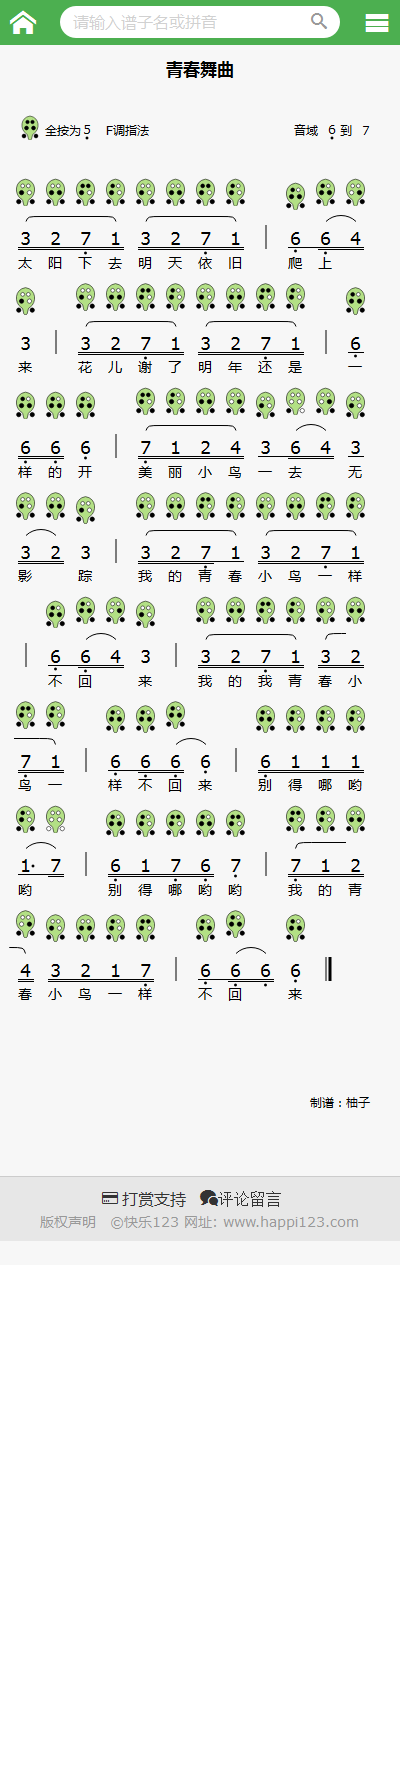 请输入谱子名或拼音
青春舞曲
全按为5̣ F调指法 音域 6̣ 到 7
3 2 7̣ 1 3 2 7̣ 1 | 6̣ 6̣ 4
太 阳 下 去 明 天 依 旧 爬 上
3 | 3 2 7̣ 1 3 2 7̣ 1 | 6̣
来 花 儿 谢 了 明 年 还 是 一
6̣ 6̣ 6̣ | 7̣ 1 2 4 3 6 4 3
样 的 开 美 丽 小 鸟 一 去 无
3 2 3 | 3 2 7̣ 1 3 2 7̣ 1
影 踪 我 的 青 春 小 鸟 一 样
| 6̣ 6̣ 4 3 | 3 2 7̣ 1 3 2
不 回 来 我 的 我 青 春 小
7̣ 1 | 6̣ 6̣ 6̣ 6̣ | 6̣ 1 1 1
鸟 一 样 不 回 来 别 得 哪 哟
1· 7 | 6̣ 1 7̣ 6̣ 7̣ | 7̣ 1 2
哟 别 得 哪 哟 哟 我 的 青
4 3 2 1 7̣ | 6̣ 6̣ 6̣ 6̣
春 小 鸟 一 样 不 回 来
制谱：柚子
打赏支持 评论留言
版权声明 ©快乐123 网址: www.happi123.com